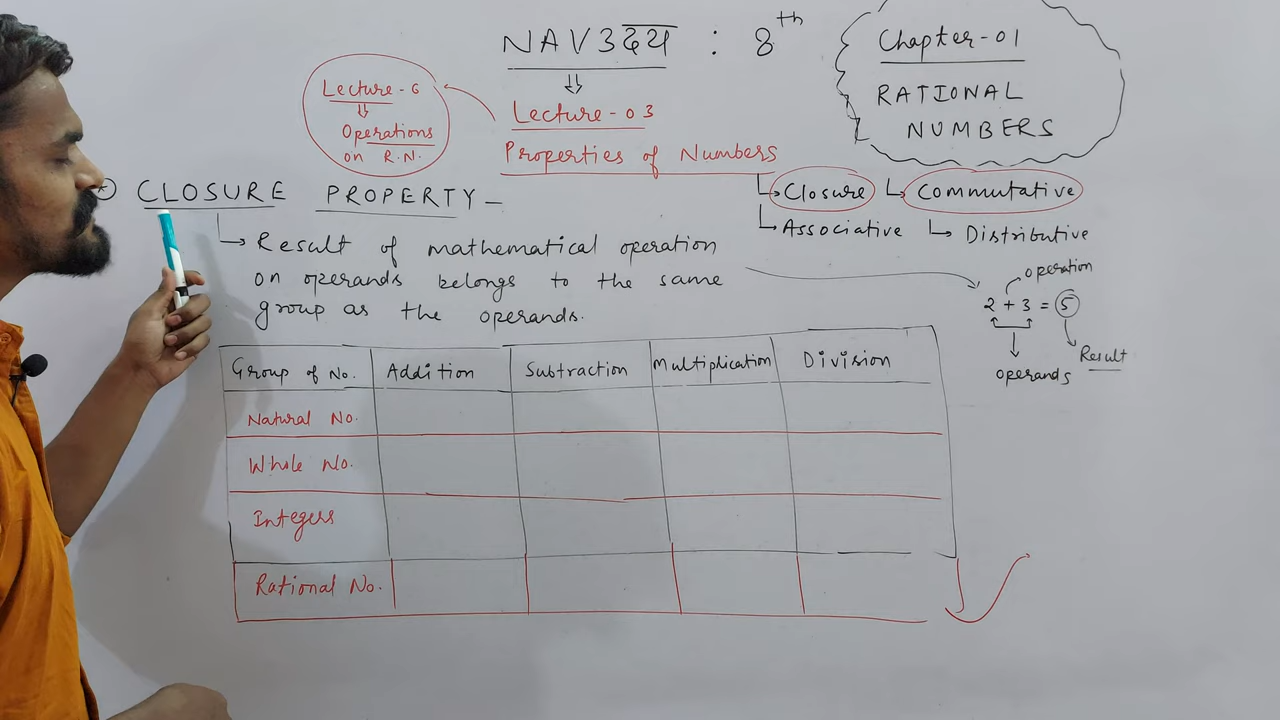 NAV उदय : 8th
Chapter-01
RATIONAL
NUMBERS
Lecture-6
Operations
on R.N.
Lecture-03
Properties of Numbers
Closure
Commutative
Associative
Distributive
CLOSURE PROPERTY -
Result of mathematical operation
on operands belongs to the same
group as the operands.
operation
2 + 3 = 5
Result
operands
Group of No. Addition Subtraction Multiplication Division
Natural No.
Whole No.
Integers
Rational No.